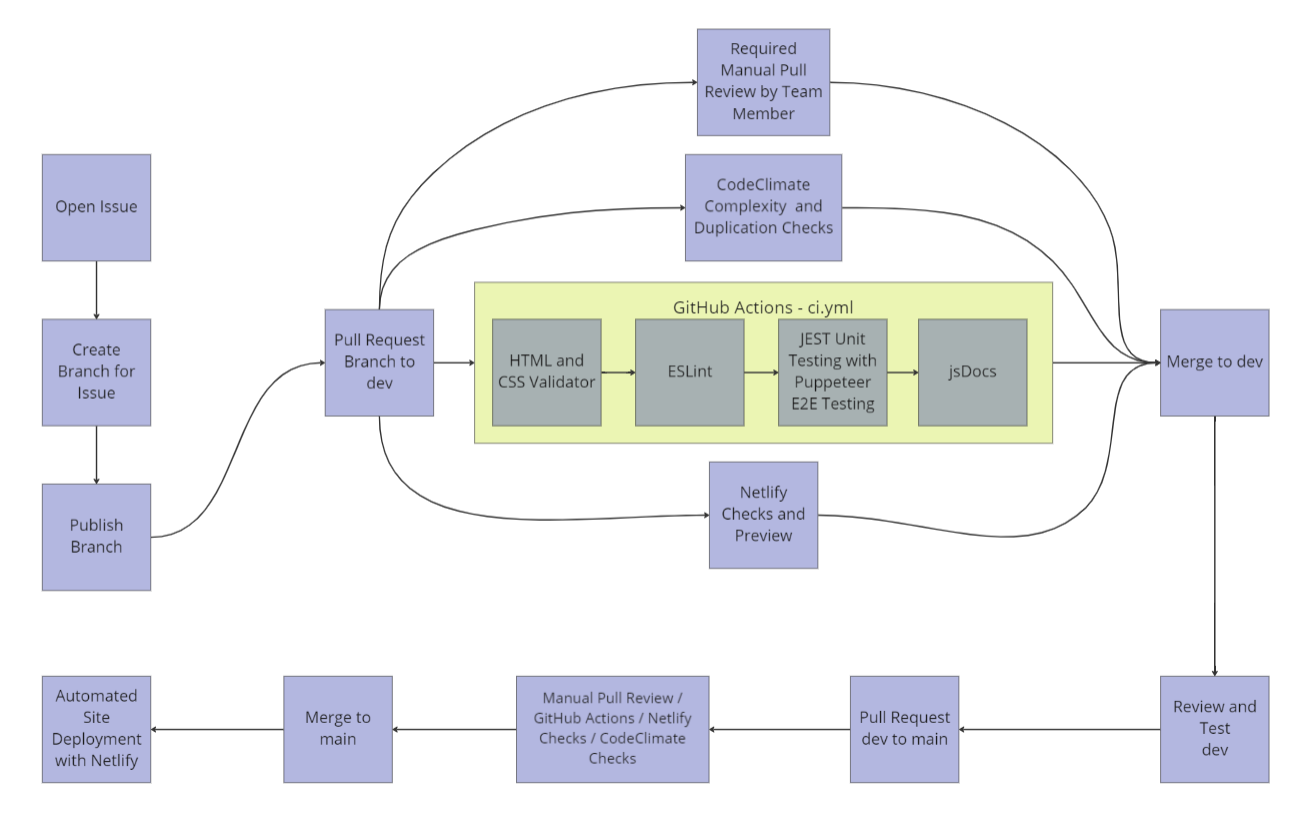 Open Issue
Create
Branch for
Issue
Publish
Branch
Pull Request
Branch to
dev
Required
Manual Pull
Review by Team
Member
CodeClimate
Complexity and
Duplication Checks
GitHub Actions - ci.yml
HTML and
CSS Validator
ESLint
JEST Unit
Testing with
Puppeteer
E2E Testing
jsDocs
Netlify
Checks and
Preview
Merge to dev
Review and
Test
dev
Pull Request
dev to main
Manual Pull Review /
GitHub Actions / Netlify
Checks / CodeClimate
Checks
Merge to
main
Automated
Site
Deployment
with Netlify